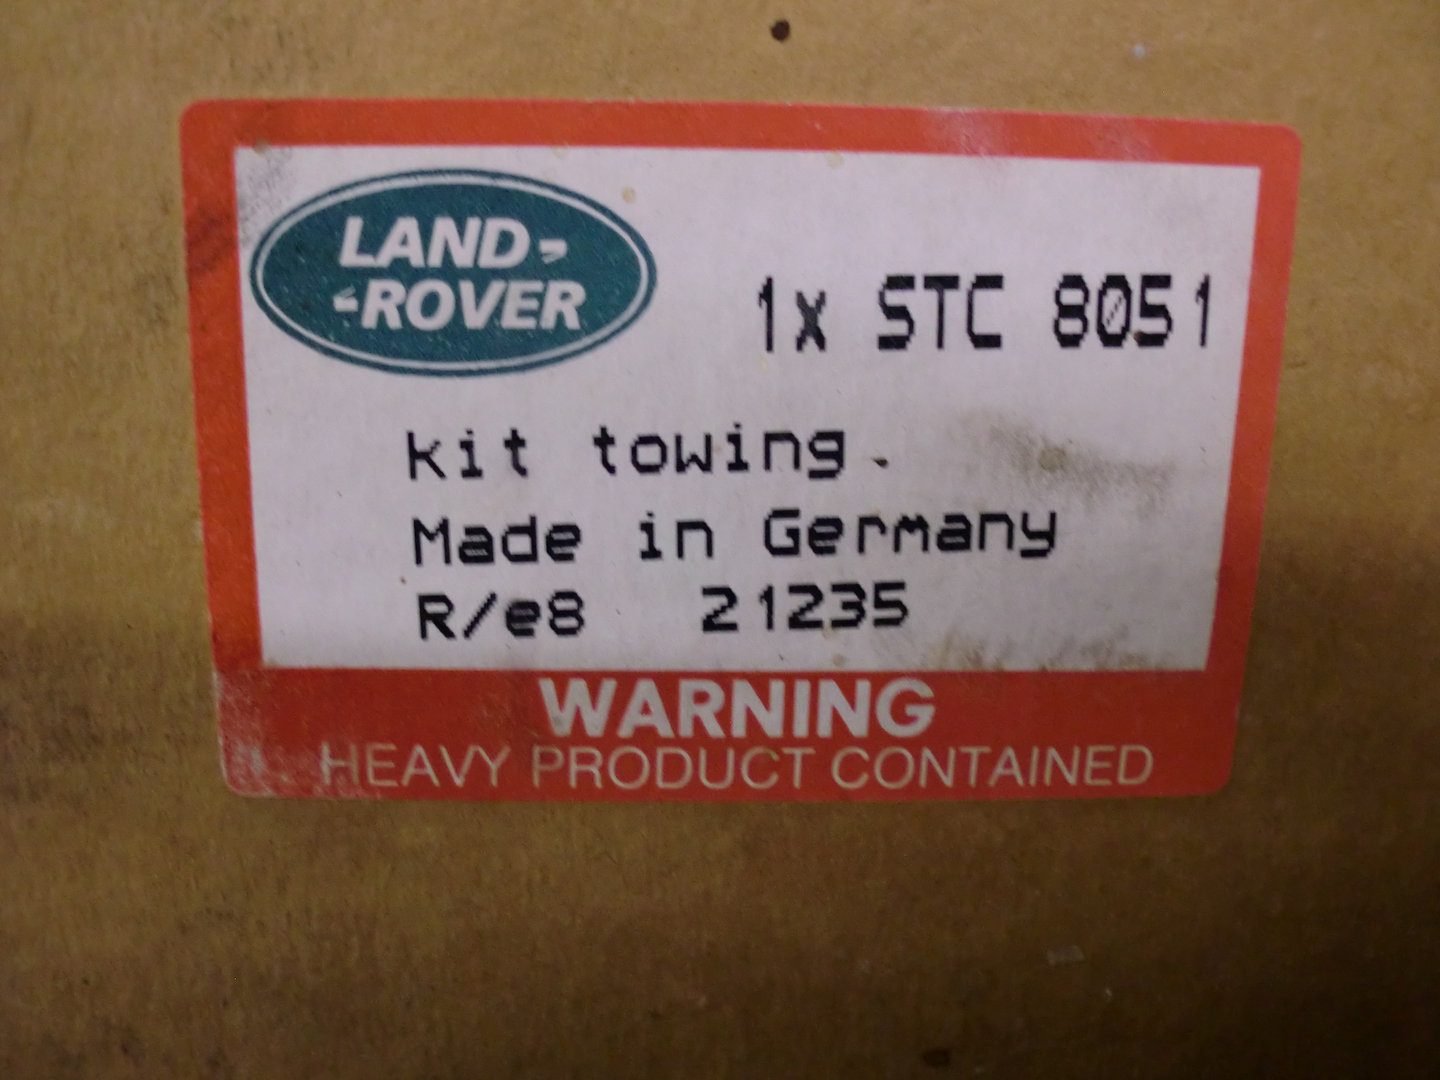 LAND-
-ROVER
1x STC 8051
kit towing.
Made in Germany
R/e8 21235
WARNING
HEAVY PRODUCT CONTAINED